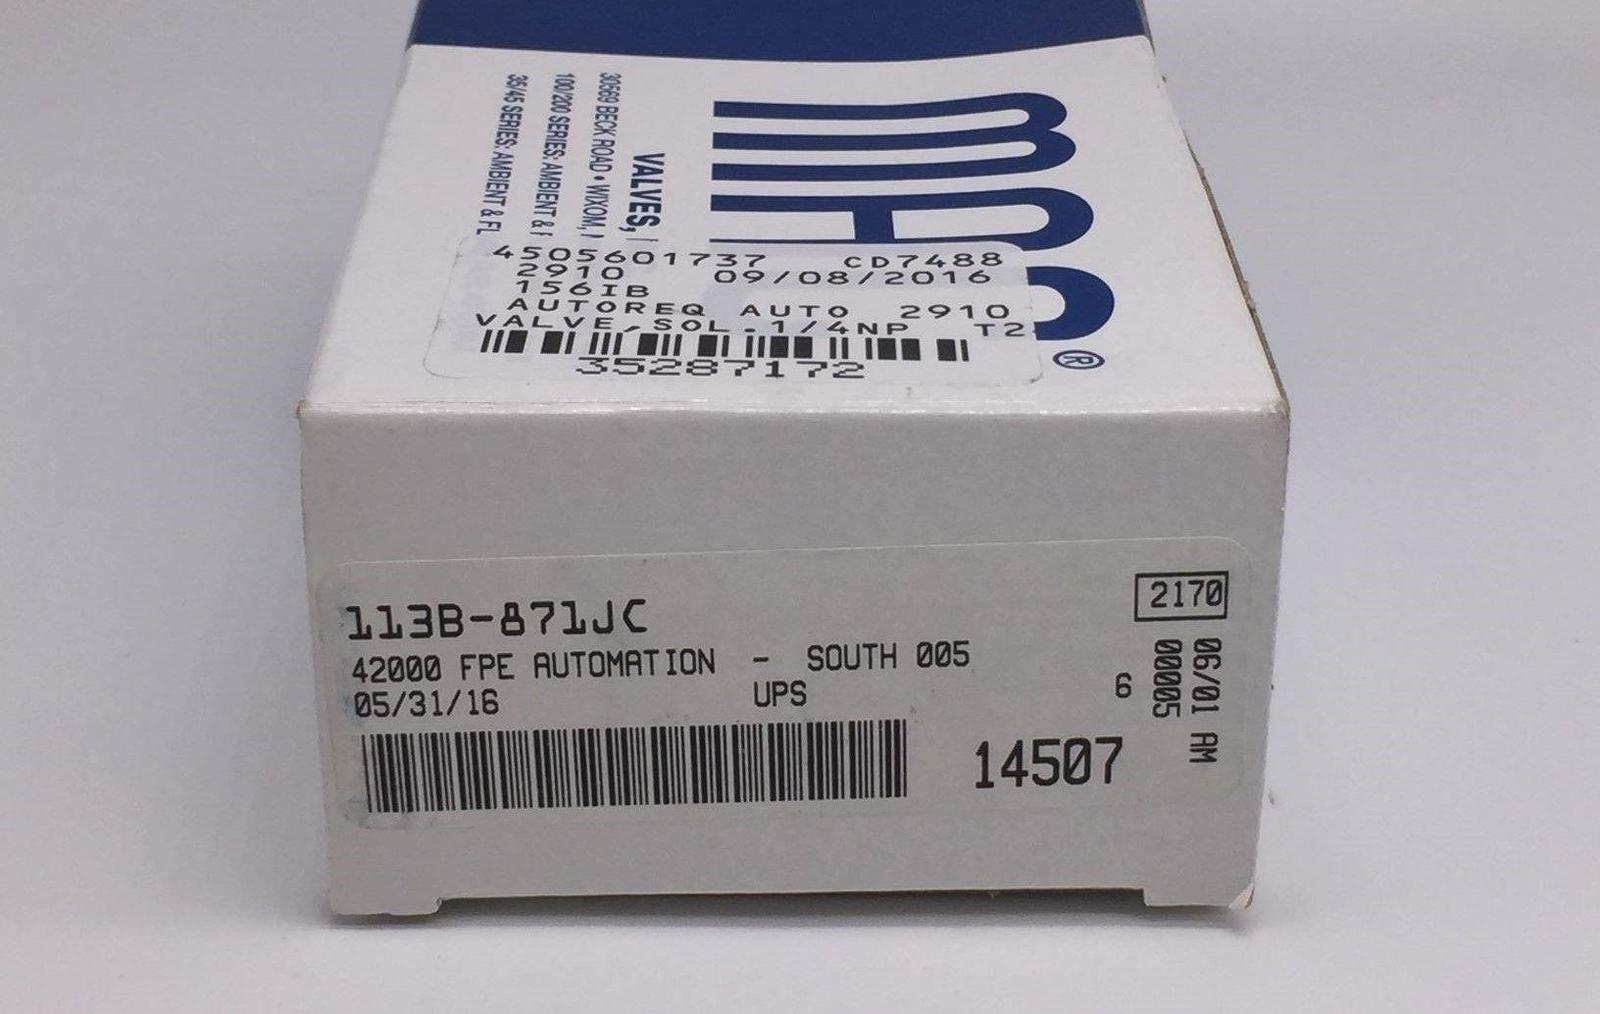 mac®
VALVES,
30569 BECK ROAD • WIXOM,
100/200 SERIES: AMBIENT &
35/45 SERIES: AMBIENT & FL
4505601737 CD7488
2910 09/08/2016
156IB
AUTOREQ AUTO 2910
VALVE,SOL.1/4NP T2
35287172
113B-871JC
2170
42000 FPE AUTOMATION - SOUTH 005
05/31/16 UPS 6
14507
06/01 AM
00005